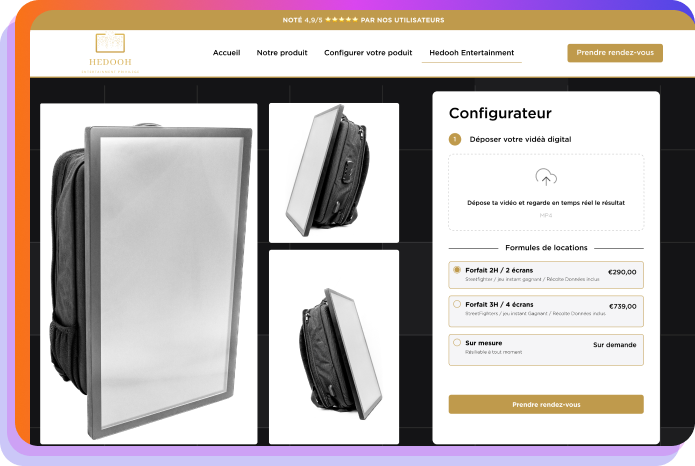 NOTÉ 4,9/5 ★★★★★ PAR NOS UTILISATEURS
HEDOOH
Accueil
Notre produit
Configurer votre poduit
Hedooh Entertainment
Prendre rendez-vous
Configurateur
1 Déposer votre vidéà digital
Dépose ta vidéo et regarde en temps réel le résultat
MP4
Formules de locations
Forfait 2H / 2 écrans
€290,00
Streetfighter / jeu instant gagnant / Récolte Données inclus
Forfait 3H / 4 écrans
€739,00
StreetFighters / jeu instant Gagnant / Récolte Données inclus
Sur mesure
Sur demande
Résiliable à tout moment
Prendre rendez-vous